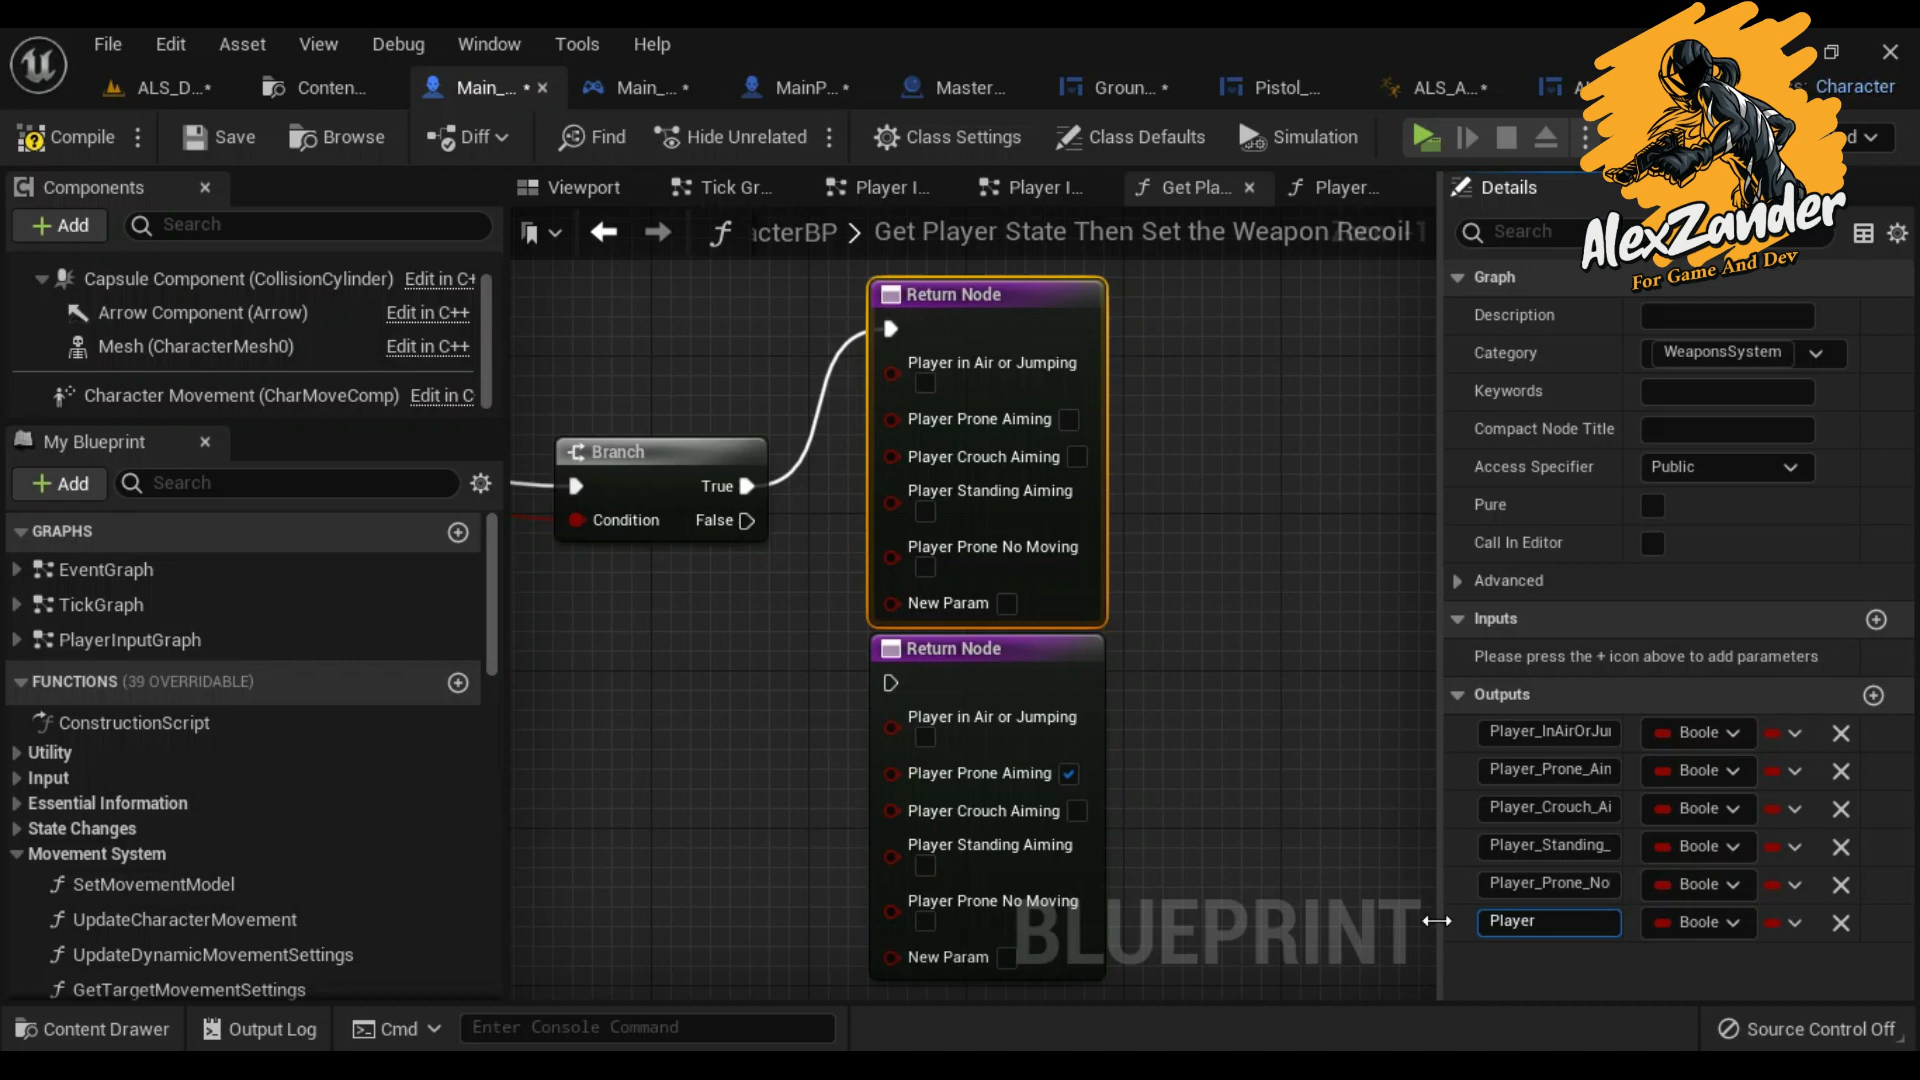 File Edit Asset View Debug Window Tools Help
ALS_D...* Conten... Main_... * Main_... * MainP... * Master... Groun... * Pistol_... ALS_A...* Character
Compile Save Browse Diff Find Hide Unrelated Class Settings Class Defaults Simulation
AlexZander
For Game And Dev
Components
Add Search
Capsule Component (CollisionCylinder) Edit in C+
Arrow Component (Arrow) Edit in C++
Mesh (CharacterMesh0) Edit in C++
Character Movement (CharMoveComp) Edit in C
My Blueprint
Add Search
GRAPHS
EventGraph
TickGraph
PlayerInputGraph
FUNCTIONS (39 OVERRIDABLE)
ConstructionScript
Utility
Input
Essential Information
State Changes
Movement System
SetMovementModel
UpdateCharacterMovement
UpdateDynamicMovementSettings
GetTargetMovementSettings
Viewport Tick Gr... Player I... Player I... Get Pla... Player...
acterBP > Get Player State Then Set the Weapon Recoil
Branch
True
Condition False
Return Node
Player in Air or Jumping
Player Prone Aiming
Player Crouch Aiming
Player Standing Aiming
Player Prone No Moving
New Param
Return Node
Player in Air or Jumping
Player Prone Aiming
Player Crouch Aiming
Player Standing Aiming
Player Prone No Moving
New Param
BLUEPRINT
Details
Search
Graph
Description
Category WeaponsSystem
Keywords
Compact Node Title
Access Specifier Public
Pure
Call In Editor
Advanced
Inputs
Please press the + icon above to add parameters
Outputs
Player_InAirOrJu Boole
Player_Prone_Aim Boole
Player_Crouch_Ai Boole
Player_Standing_ Boole
Player_Prone_No Boole
Player Boole
Content Drawer Output Log Cmd Enter Console Command Source Control Off